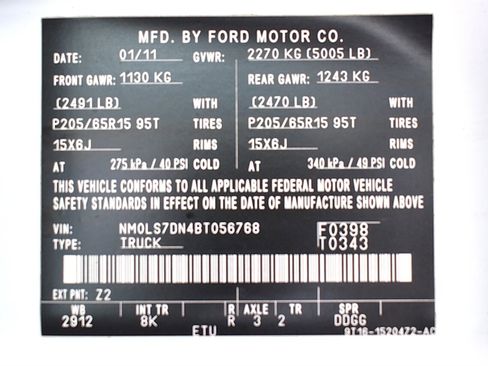 MFD. BY FORD MOTOR CO.
DATE: 01/11 GVWR: 2270 KG (5005 LB)
FRONT GAWR: 1130 KG REAR GAWR: 1243 KG
(2491 LB) WITH (2470 LB) WITH
P205/65R15 95T TIRES P205/65R15 95T TIRES
15X6J RIMS 15X6J RIMS
AT 275 kPa / 40 PSI COLD AT 340 kPa / 49 PSI COLD
THIS VEHICLE CONFORMS TO ALL APPLICABLE FEDERAL MOTOR VEHICLE
SAFETY STANDARDS IN EFFECT ON THE DATE OF MANUFACTURE SHOWN ABOVE
VIN: NM0LS7DN4BT056768 F0398
TYPE: TRUCK T0343
EXT PNT: Z2
WB INT TR R AXLE TR SPR
2912 8K R 3 2 DDGG
ETU 9T16-15204Z2-AC